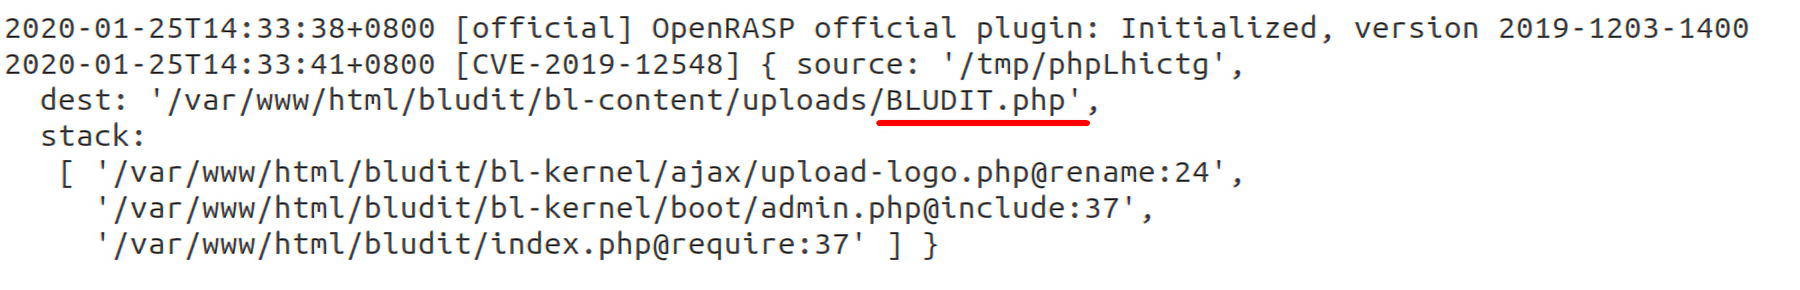 2020-01-25T14:33:38+0800 [official] OpenRASP official plugin: Initialized, version 2019-1203-1400
2020-01-25T14:33:41+0800 [CVE-2019-12548] { source: '/tmp/phpLhictg',
dest: '/var/www/html/bludit/bl-content/uploads/BLUDIT.php',
stack:
[ '/var/www/html/bludit/bl-kernel/ajax/upload-logo.php@rename:24',
'/var/www/html/bludit/bl-kernel/boot/admin.php@include:37',
'/var/www/html/bludit/index.php@require:37' ] }